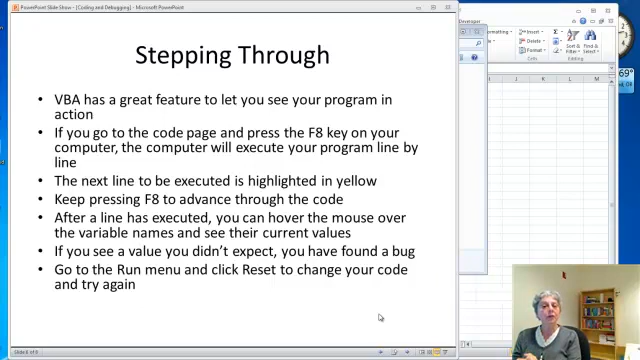 PowerPoint Slide Show - [Coding and Debugging] - Microsoft PowerPoint
Developer
Stepping Through
• VBA has a great feature to let you see your program in
action
• If you go to the code page and press the F8 key on your
computer, the computer will execute your program line by
line
• The next line to be executed is highlighted in yellow
• Keep pressing F8 to advance through the code
• After a line has executed, you can hover the mouse over
the variable names and see their current values
• If you see a value you didn't expect, you have found a bug
• Go to the Run menu and click Reset to change your code
and try again
Insert
Delete
Format
Cells
Sort &
Filter
Find &
Select
Editing
J K L M
69°
Slide 8 of 8